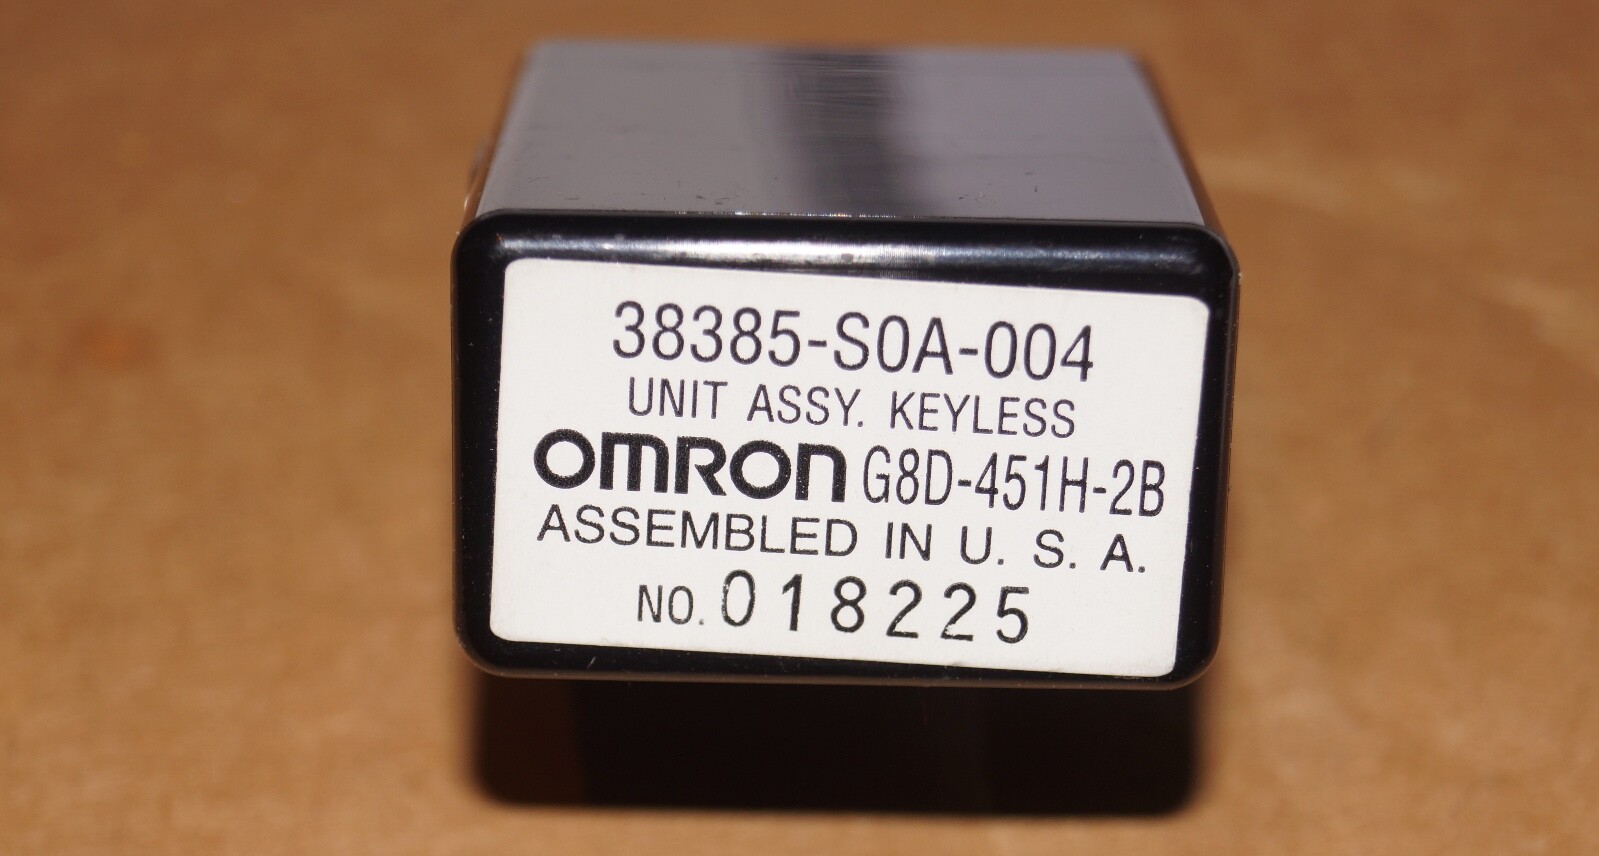 38385-S0A-004
UNIT ASSY. KEYLESS
OMRON G8D-451H-2B
ASSEMBLED IN U. S. A.
NO. 018225